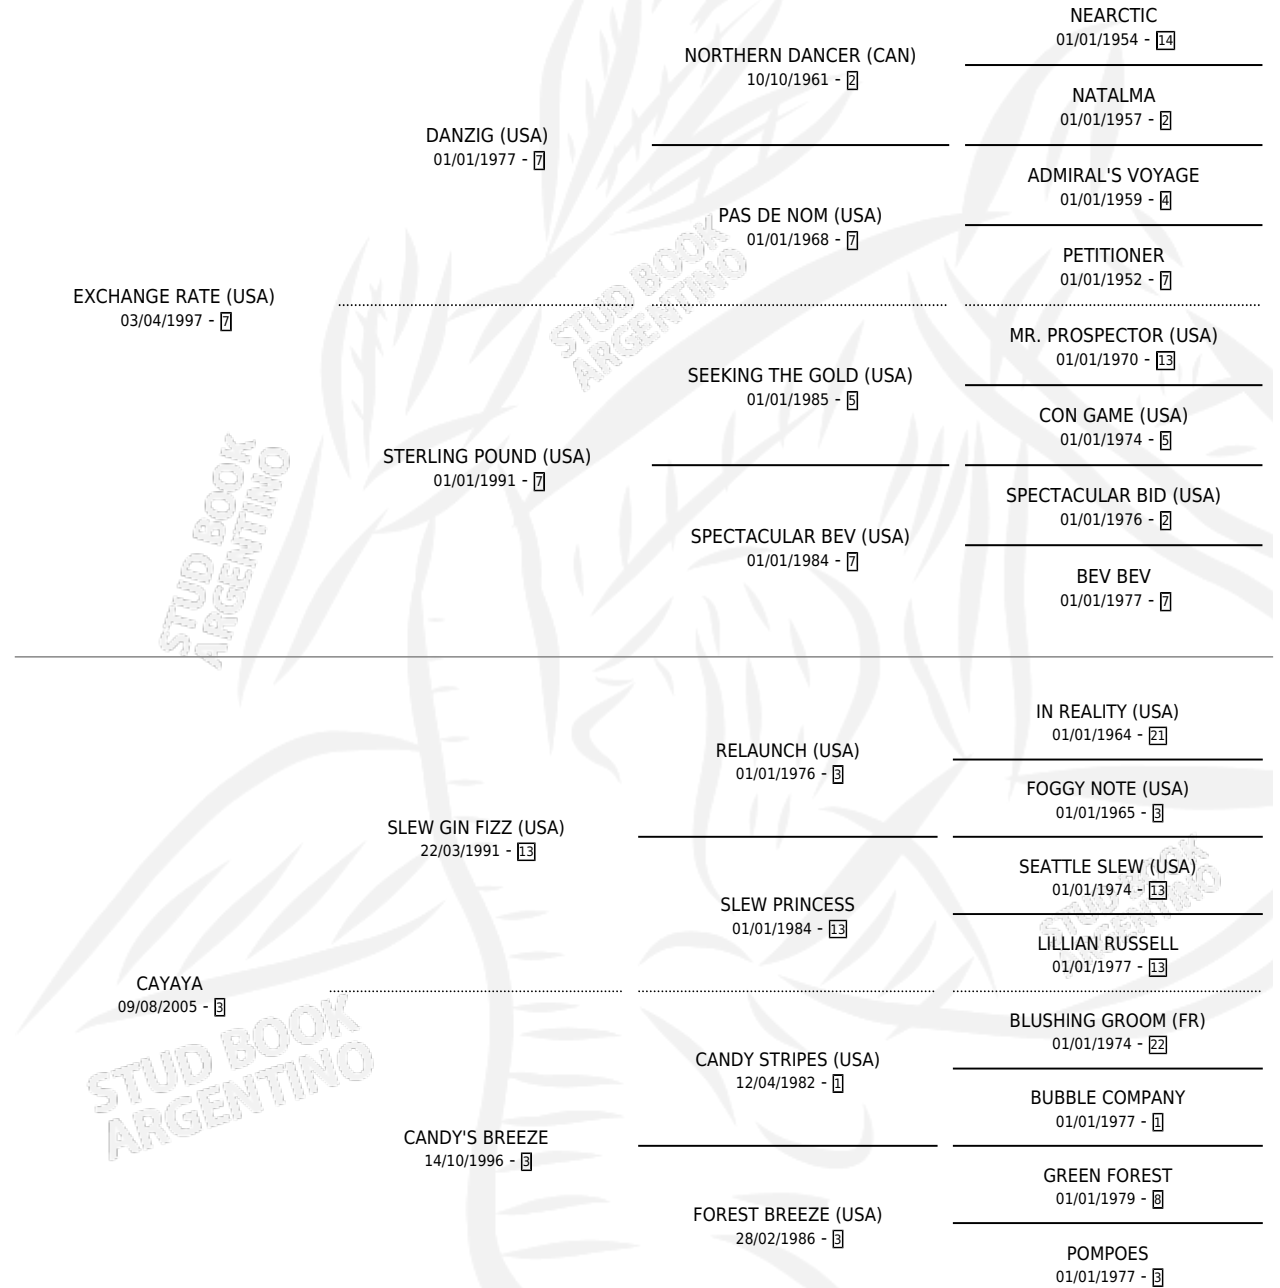 NEARCTIC
01/01/1954 - 14
NORTHERN DANCER (CAN)
10/10/1961 - 2
NATALMA
01/01/1957 - 2
DANZIG (USA)
01/01/1977 - 7
ADMIRAL'S VOYAGE
01/01/1959 - 4
PAS DE NOM (USA)
01/01/1968 - 7
PETITIONER
01/01/1952 - 7
EXCHANGE RATE (USA)
03/04/1997 - 7
STUD BOOK
ARGENTINO
MR. PROSPECTOR (USA)
01/01/1970 - 13
SEEKING THE GOLD (USA)
01/01/1985 - 5
CON GAME (USA)
01/01/1974 - 5
STERLING POUND (USA)
01/01/1991 - 7
SPECTACULAR BID (USA)
01/01/1976 - 2
SPECTACULAR BEV (USA)
01/01/1984 - 7
BEV BEV
01/01/1977 - 7
STUD BOOK
ARGENTINO
IN REALITY (USA)
01/01/1964 - 21
RELAUNCH (USA)
01/01/1976 - 3
FOGGY NOTE (USA)
01/01/1965 - 3
SLEW GIN FIZZ (USA)
22/03/1991 - 13
SEATTLE SLEW (USA)
01/01/1974 - 13
SLEW PRINCESS
01/01/1984 - 13
STUD BOOK
ARGENTINO
LILLIAN RUSSELL
01/01/1977 - 13
CAYAYA
09/08/2005 - 3
BLUSHING GROOM (FR)
01/01/1974 - 22
CANDY STRIPES (USA)
12/04/1982 - 1
STUD BOOK
ARGENTINO
BUBBLE COMPANY
01/01/1977 - 1
CANDY'S BREEZE
14/10/1996 - 3
GREEN FOREST
01/01/1979 - 8
FOREST BREEZE (USA)
28/02/1986 - 3
POMPOES
01/01/1977 - 3